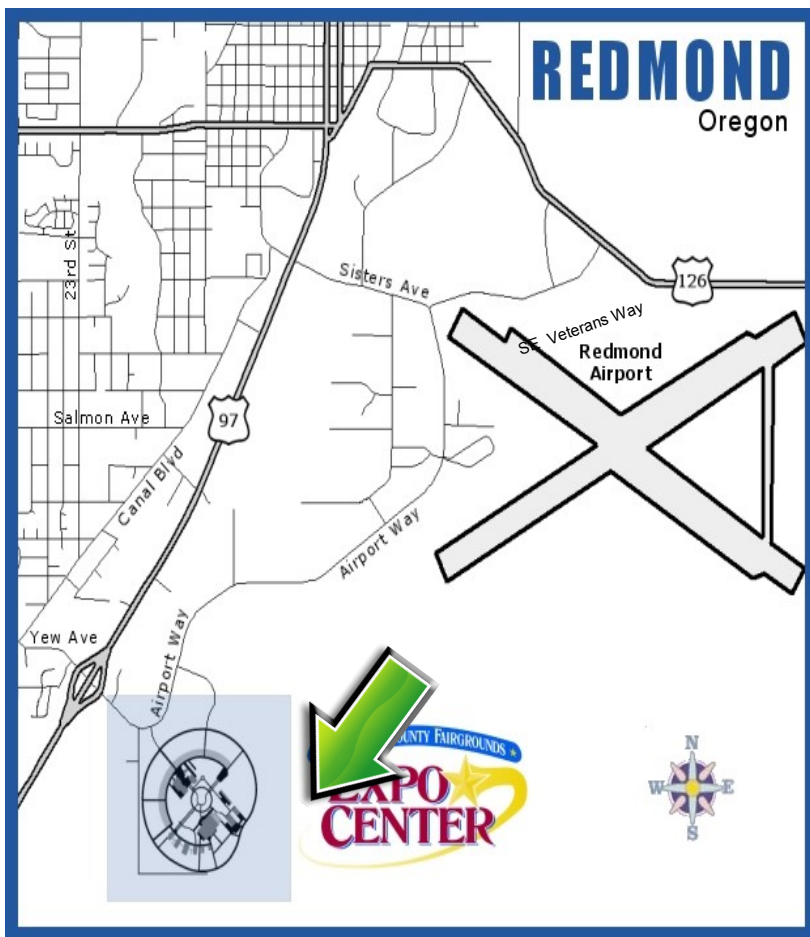 REDMOND
Oregon
23rd St
Sisters Ave
126
SE Veterans Way
Redmond
Airport
Salmon Ave
97
Canal Blvd
Airport Way
Yew Ave
Airport Way
FAIRGROUNDS
EXPO
CENTER
N
W E
S